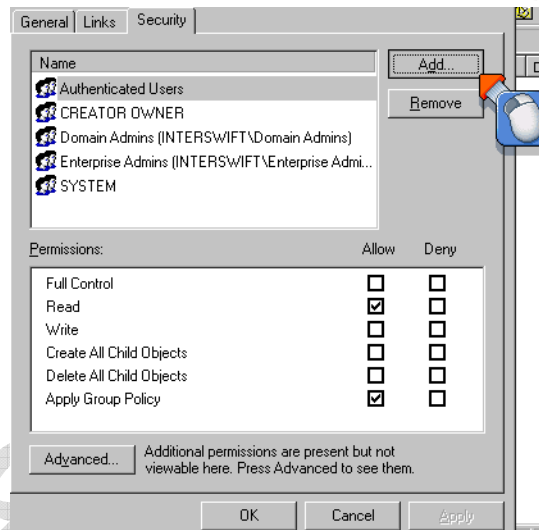 General Links Security
Name
Add...
Authenticated Users
Remove
CREATOR OWNER
Domain Admins (INTERSWIFT\Domain Admins)
Enterprise Admins (INTERSWIFT\Enterprise Admi...
SYSTEM
Permissions: Allow Deny
Full Control
Read
Write
Create All Child Objects
Delete All Child Objects
Apply Group Policy
Advanced...
Additional permissions are present but not
viewable here. Press Advanced to see them.
OK Cancel Apply